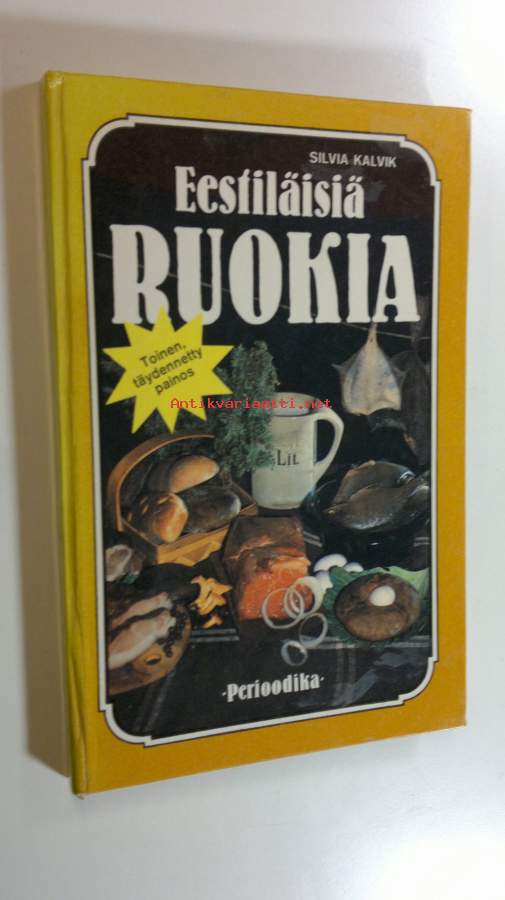 SILVIA KALVIK
Eestiläisiä
RUOKIA
Toinen,
täydennetty
painos
Antikvariaatti.net
Lit.
·Perioodika·